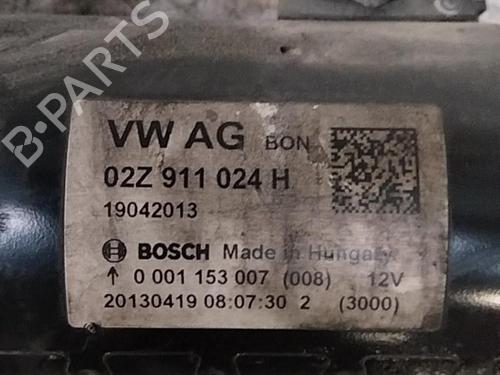 B-PARTS
VW AG BON
02Z 911 024 H
19042013
BOSCH Made in Hungary
↑ 0 001 153 007 (008) 12V
20130419 08:07:30 2 (3000)